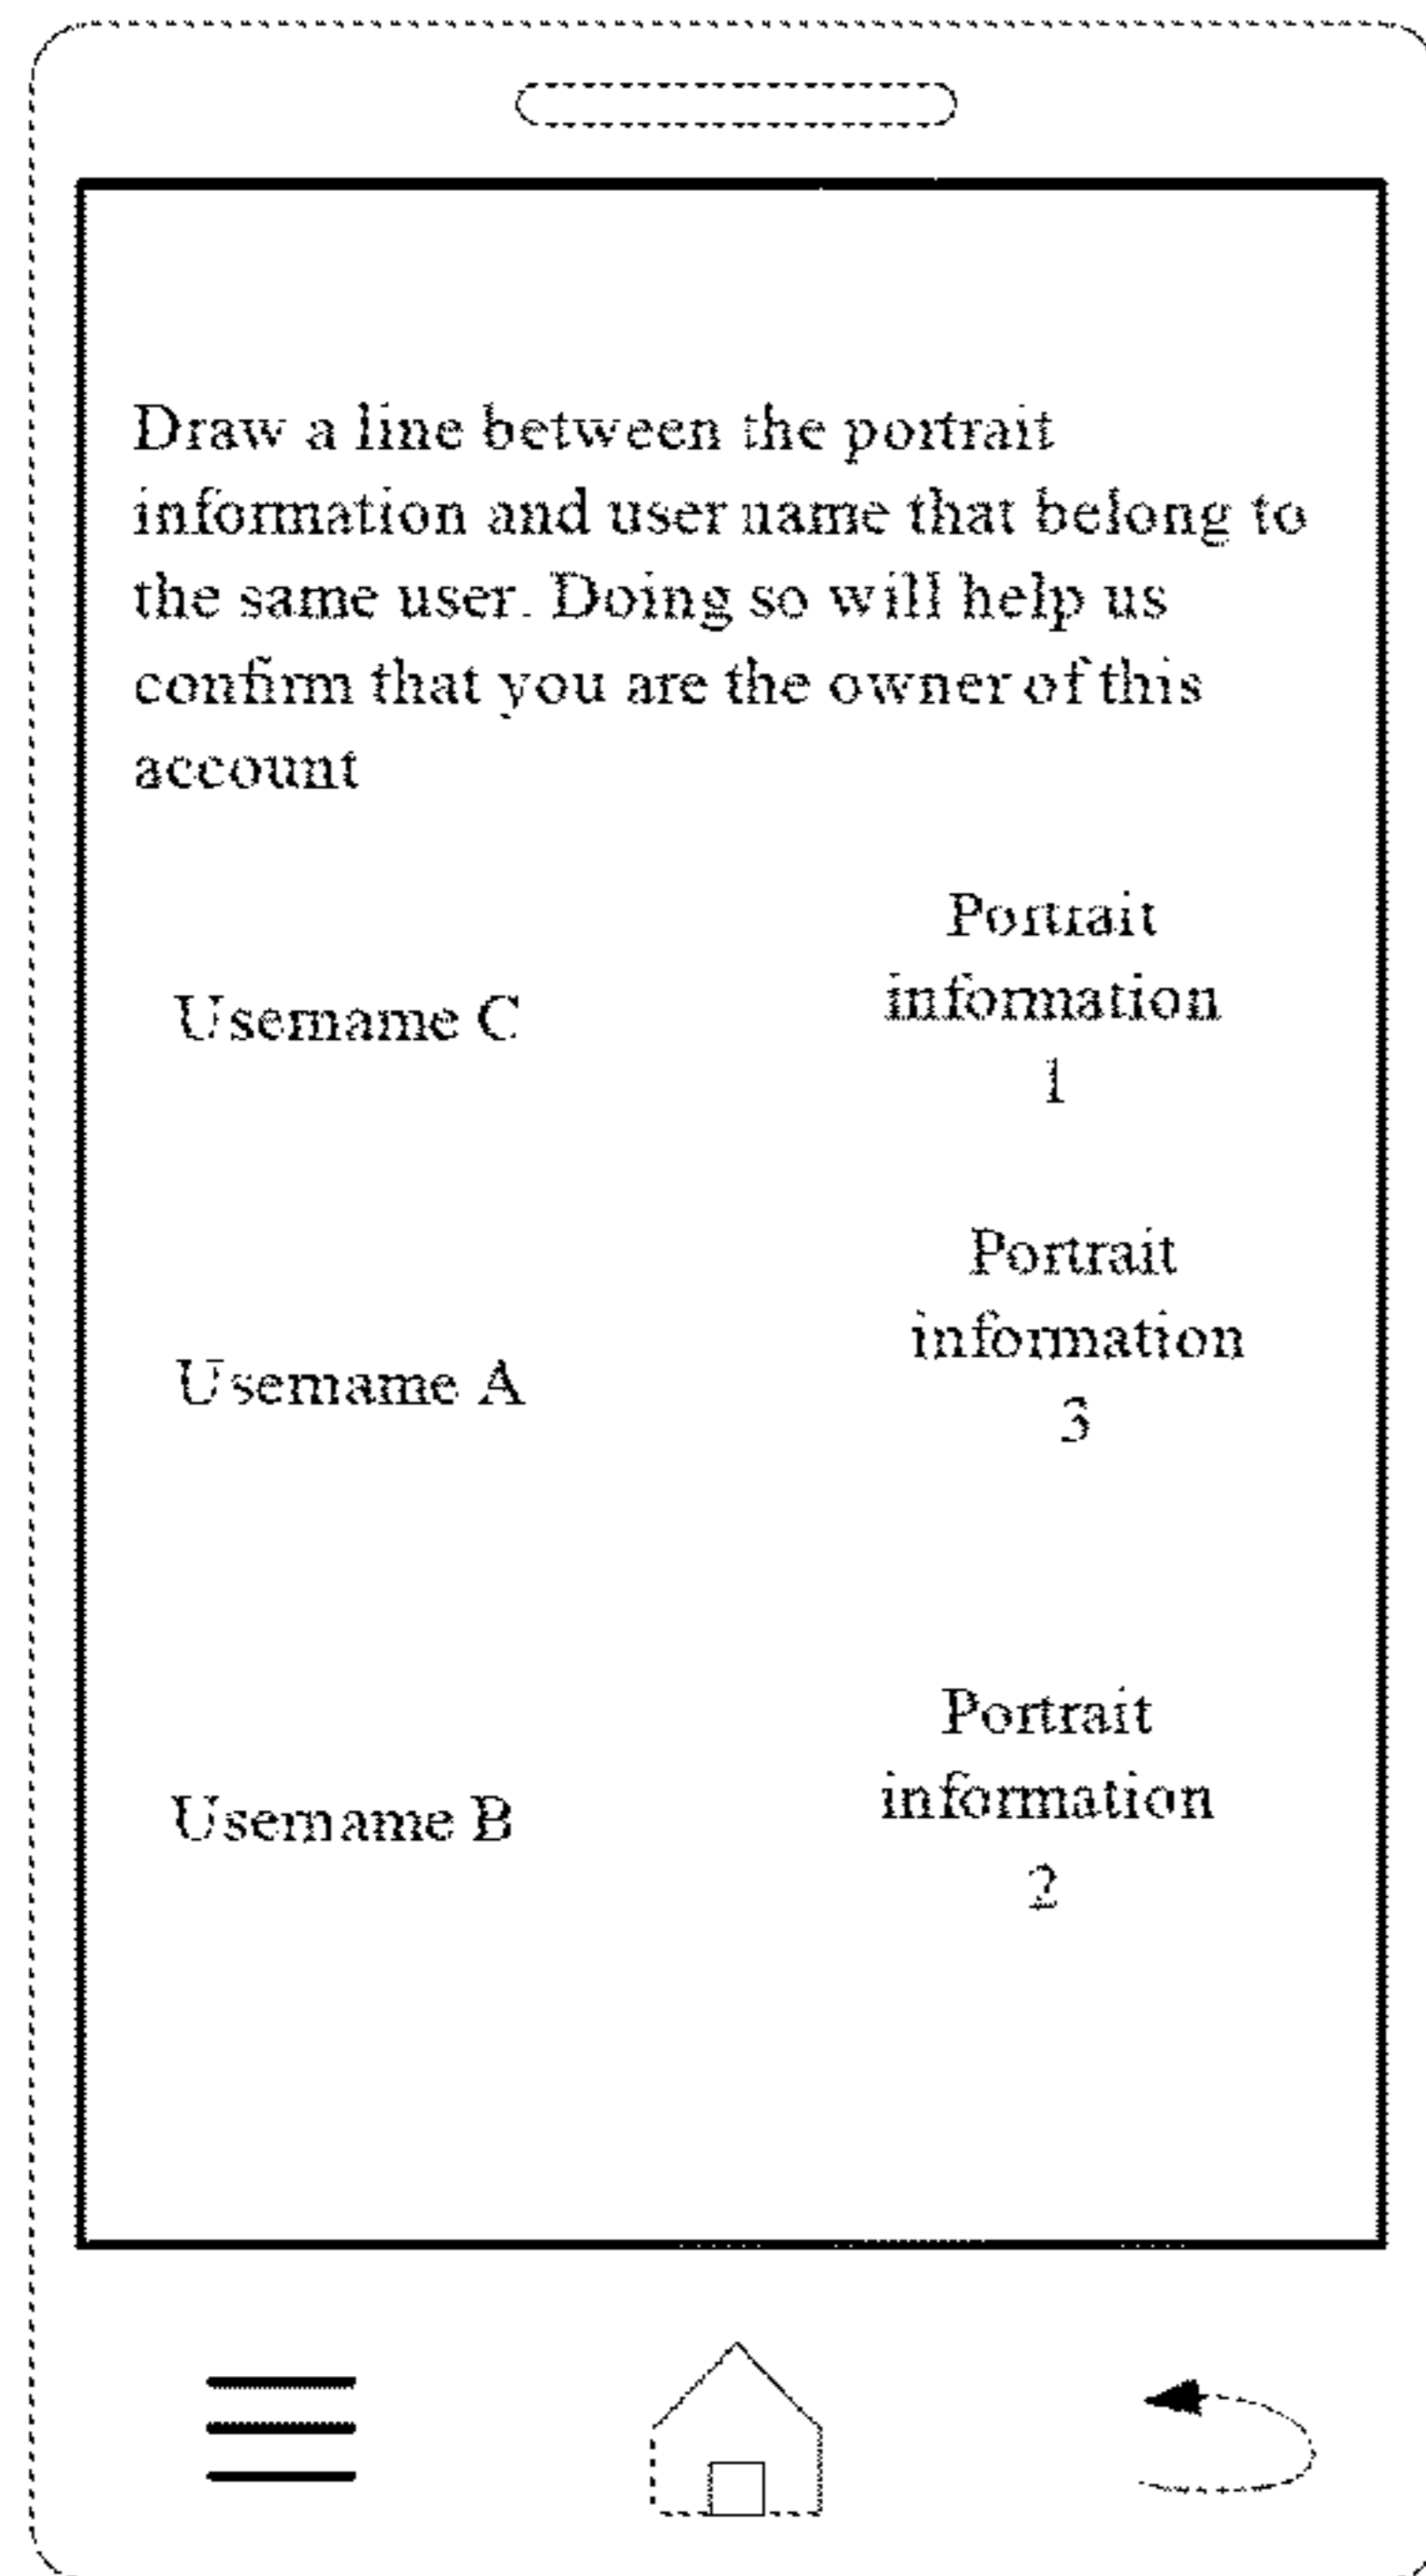 Draw a line between the portrait
information and user name that belong to
the same user. Doing so will help us
confirm that you are the owner of this
account
Portrait
information
1
Username C
Portrait
information
3
Username A
Portrait
information
2
Username B